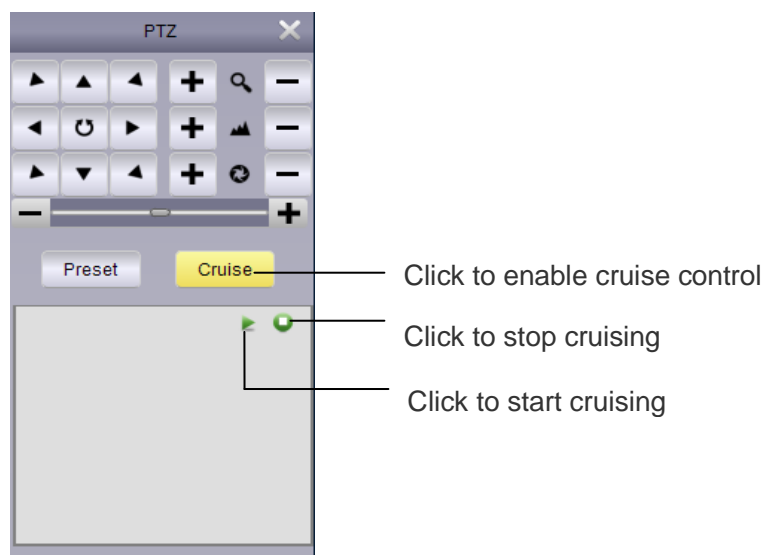 PTZ
Preset
Cruise
Click to enable cruise control
Click to stop cruising
Click to start cruising